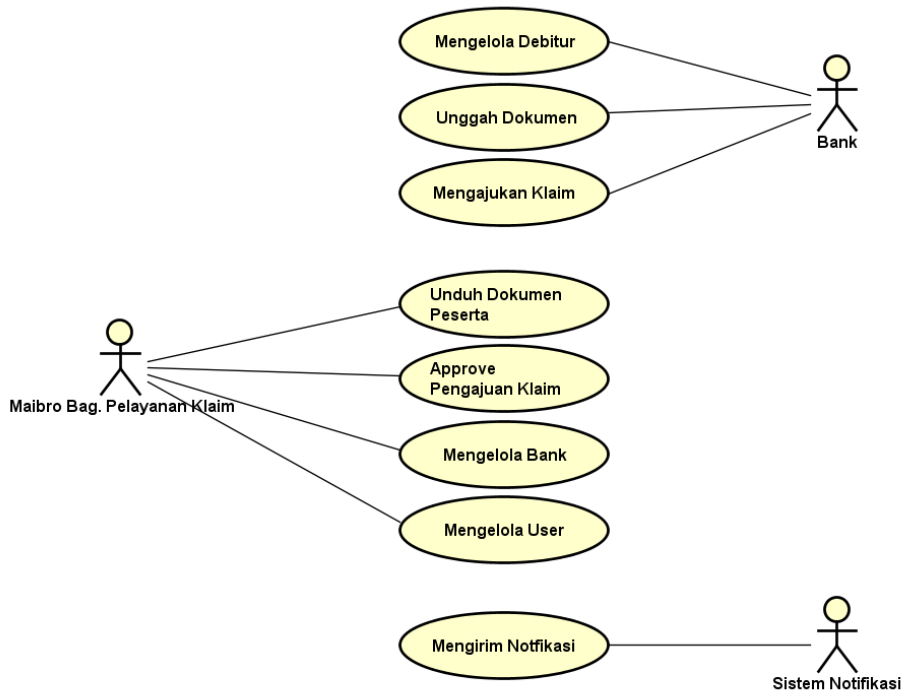 Mengelola Debitur
Unggah Dokumen
Bank
Mengajukan Klaim
Unduh Dokumen
Peserta
Approve
Pengajuan Klaim
Maibro Bag. Pelayanan Klaim
Mengelola Bank
Mengelola User
Mengirim Notfikasi
Sistem Notifikasi